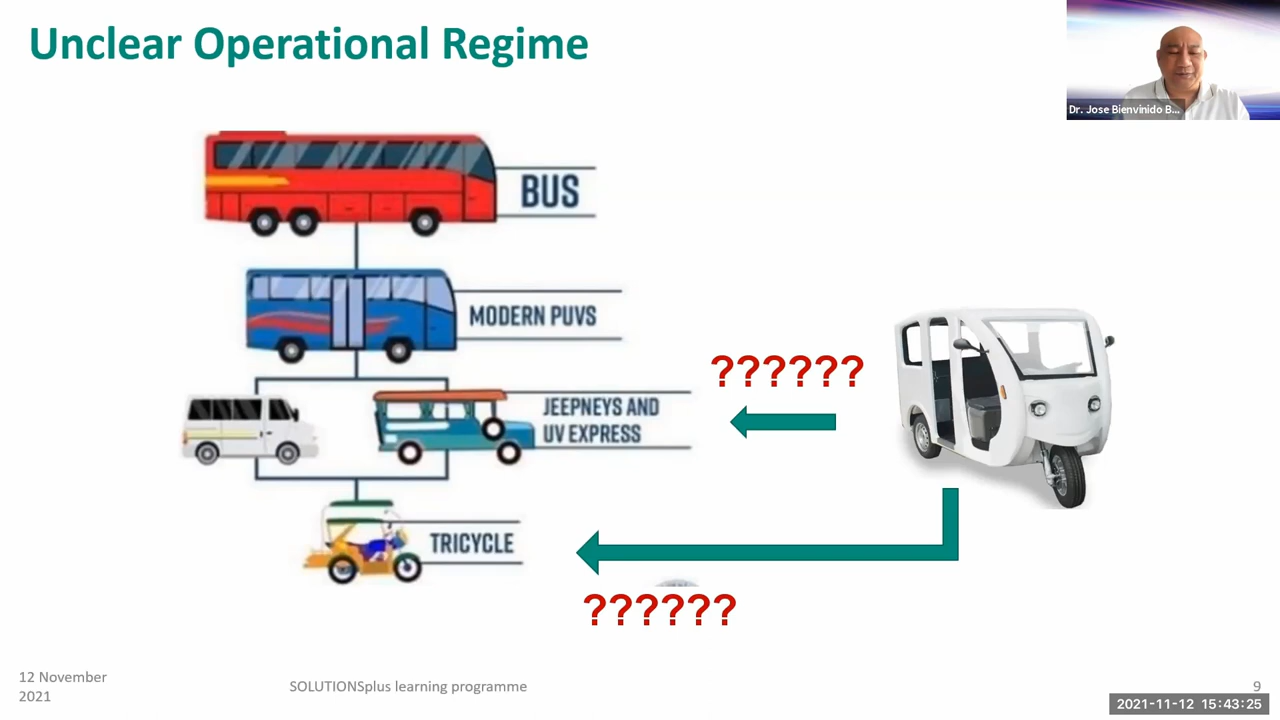 Unclear Operational Regime
Dr. Jose Bienvinido B...
BUS
MODERN PUVS
??????
JEEPNEYS AND
UV EXPRESS
TRICYCLE
??????
12 November
2021
SOLUTIONSplus learning programme
9
2021-11-12 15:43:25